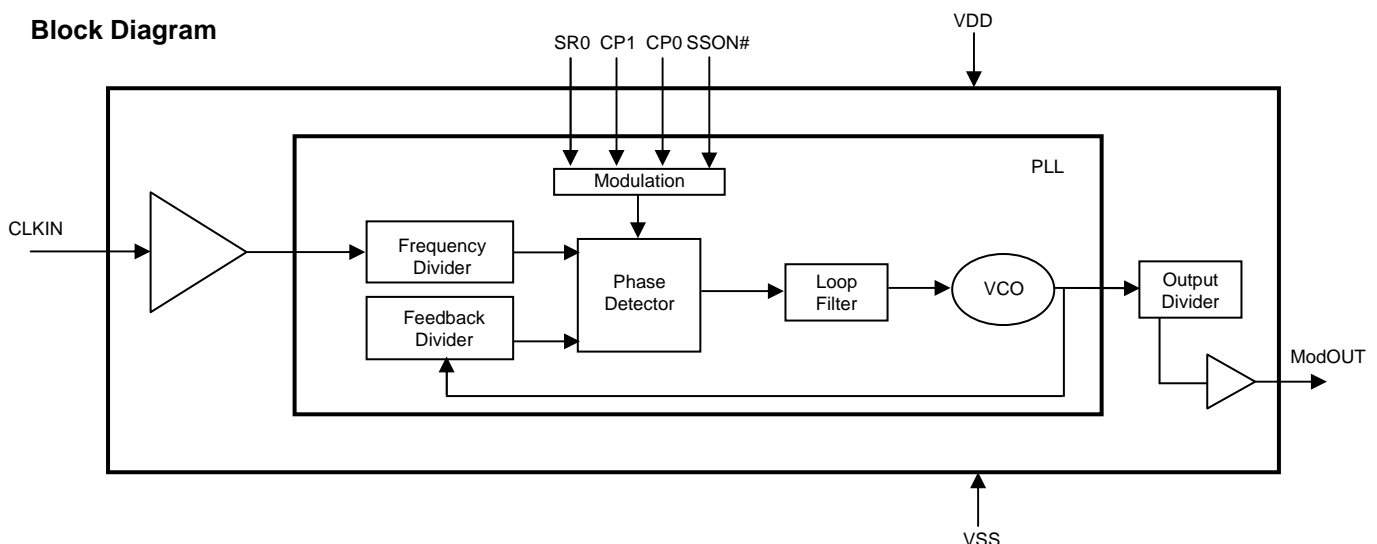 Block Diagram
VDD
SR0 CP1 CP0 SSON#
PLL
Modulation
CLKIN
Frequency
Divider
Phase
Detector
Loop
Filter
VCO
Output
Divider
Feedback
Divider
ModOUT
VSS